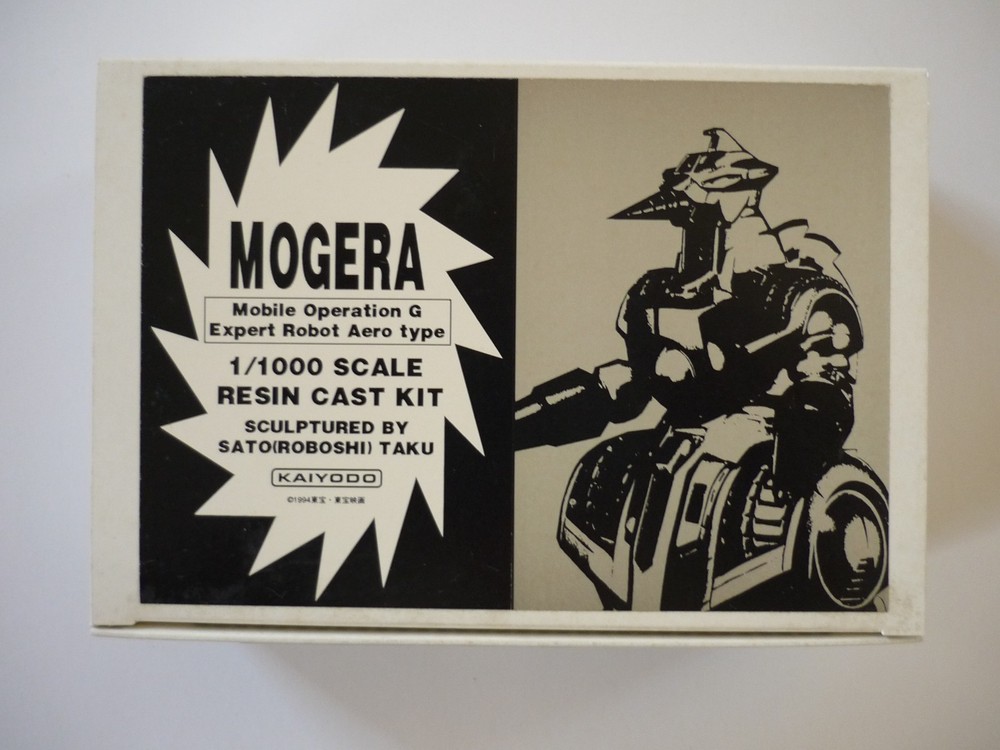 MOGERA
Mobile Operation G
Expert Robot Aero type
1/1000 SCALE
RESIN CAST KIT
SCULPTURED BY
SATO(ROBOSHI) TAKU
KAIYODO
©1994東宝・東宝映画